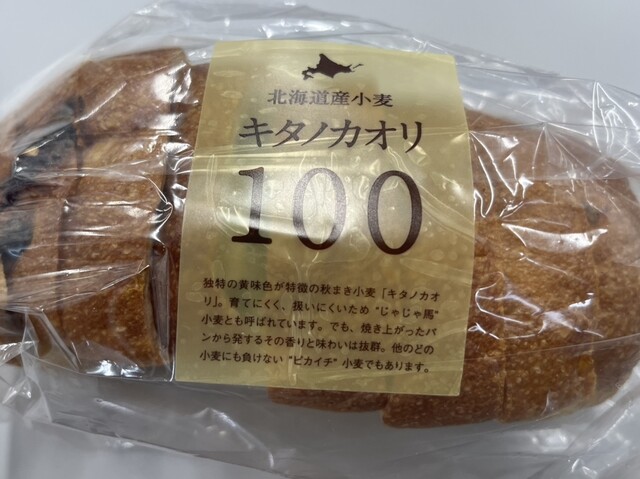 北海道産小麦
キタノカオリ
100
独特の黄味色が特徴の秋まき小麦「キタノカオ
リ」。育てにくく、扱いにくいため“じゃじゃ馬”
小麦とも呼ばれています。でも、焼き上がったパ
ンから発するその香りと味わいは抜群。他のどの
小麦にも負けない“ピカイチ”小麦でもあります。